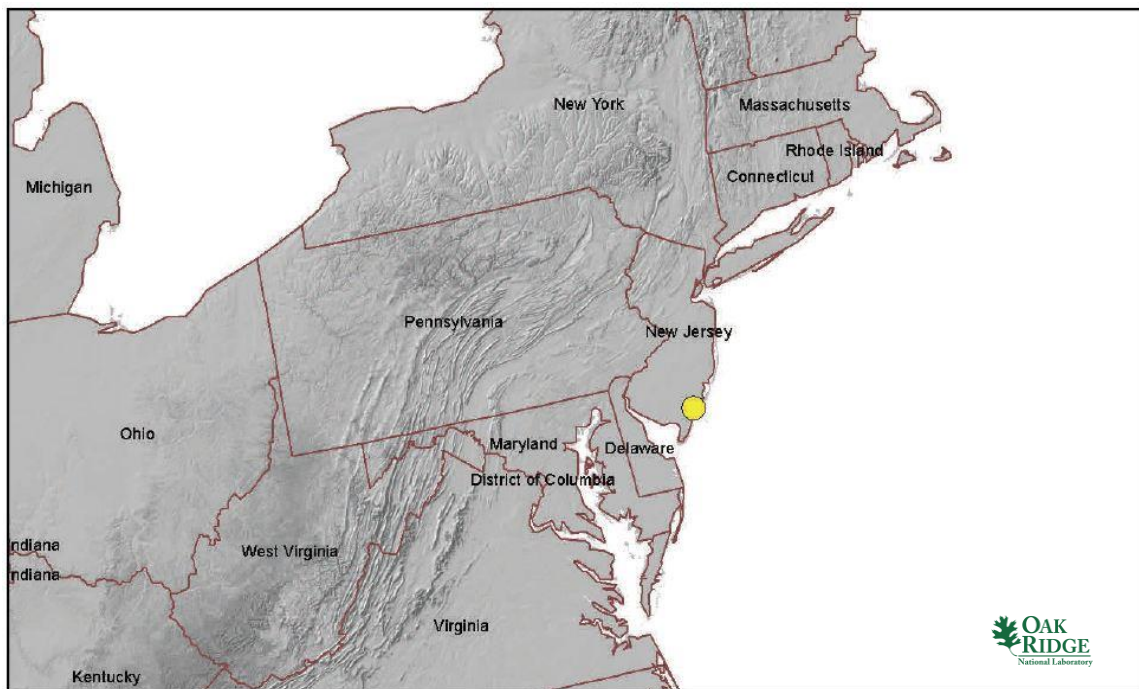 New York
Massachusetts
Rhode Island
Connecticut
Michigan
Pennsylvania
New Jersey
Ohio
Maryland
Delaware
District of Columbia
Indiana
West Virginia
Indiana
Virginia
Kentucky
OAK
RIDGE
National Laboratory